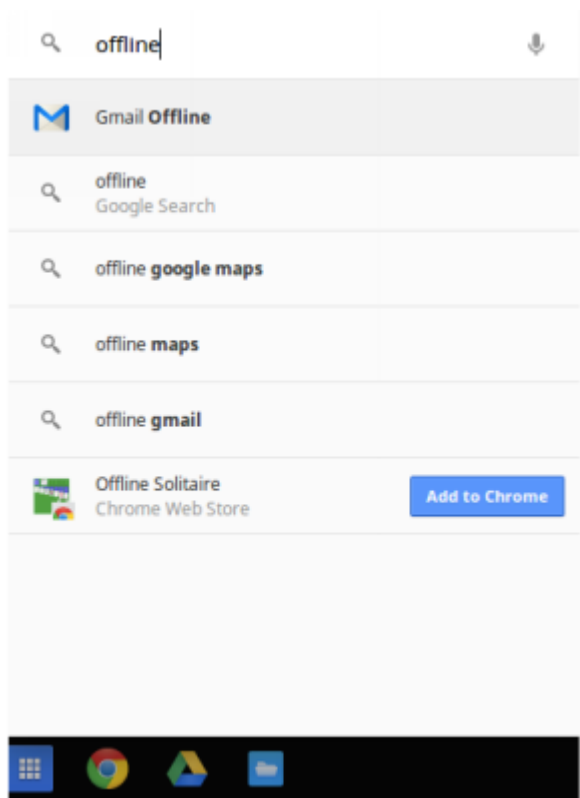 offline
Gmail Offline
offline
Google Search
offline google maps
offline maps
offline gmail
Offline Solitaire
Chrome Web Store
Add to Chrome